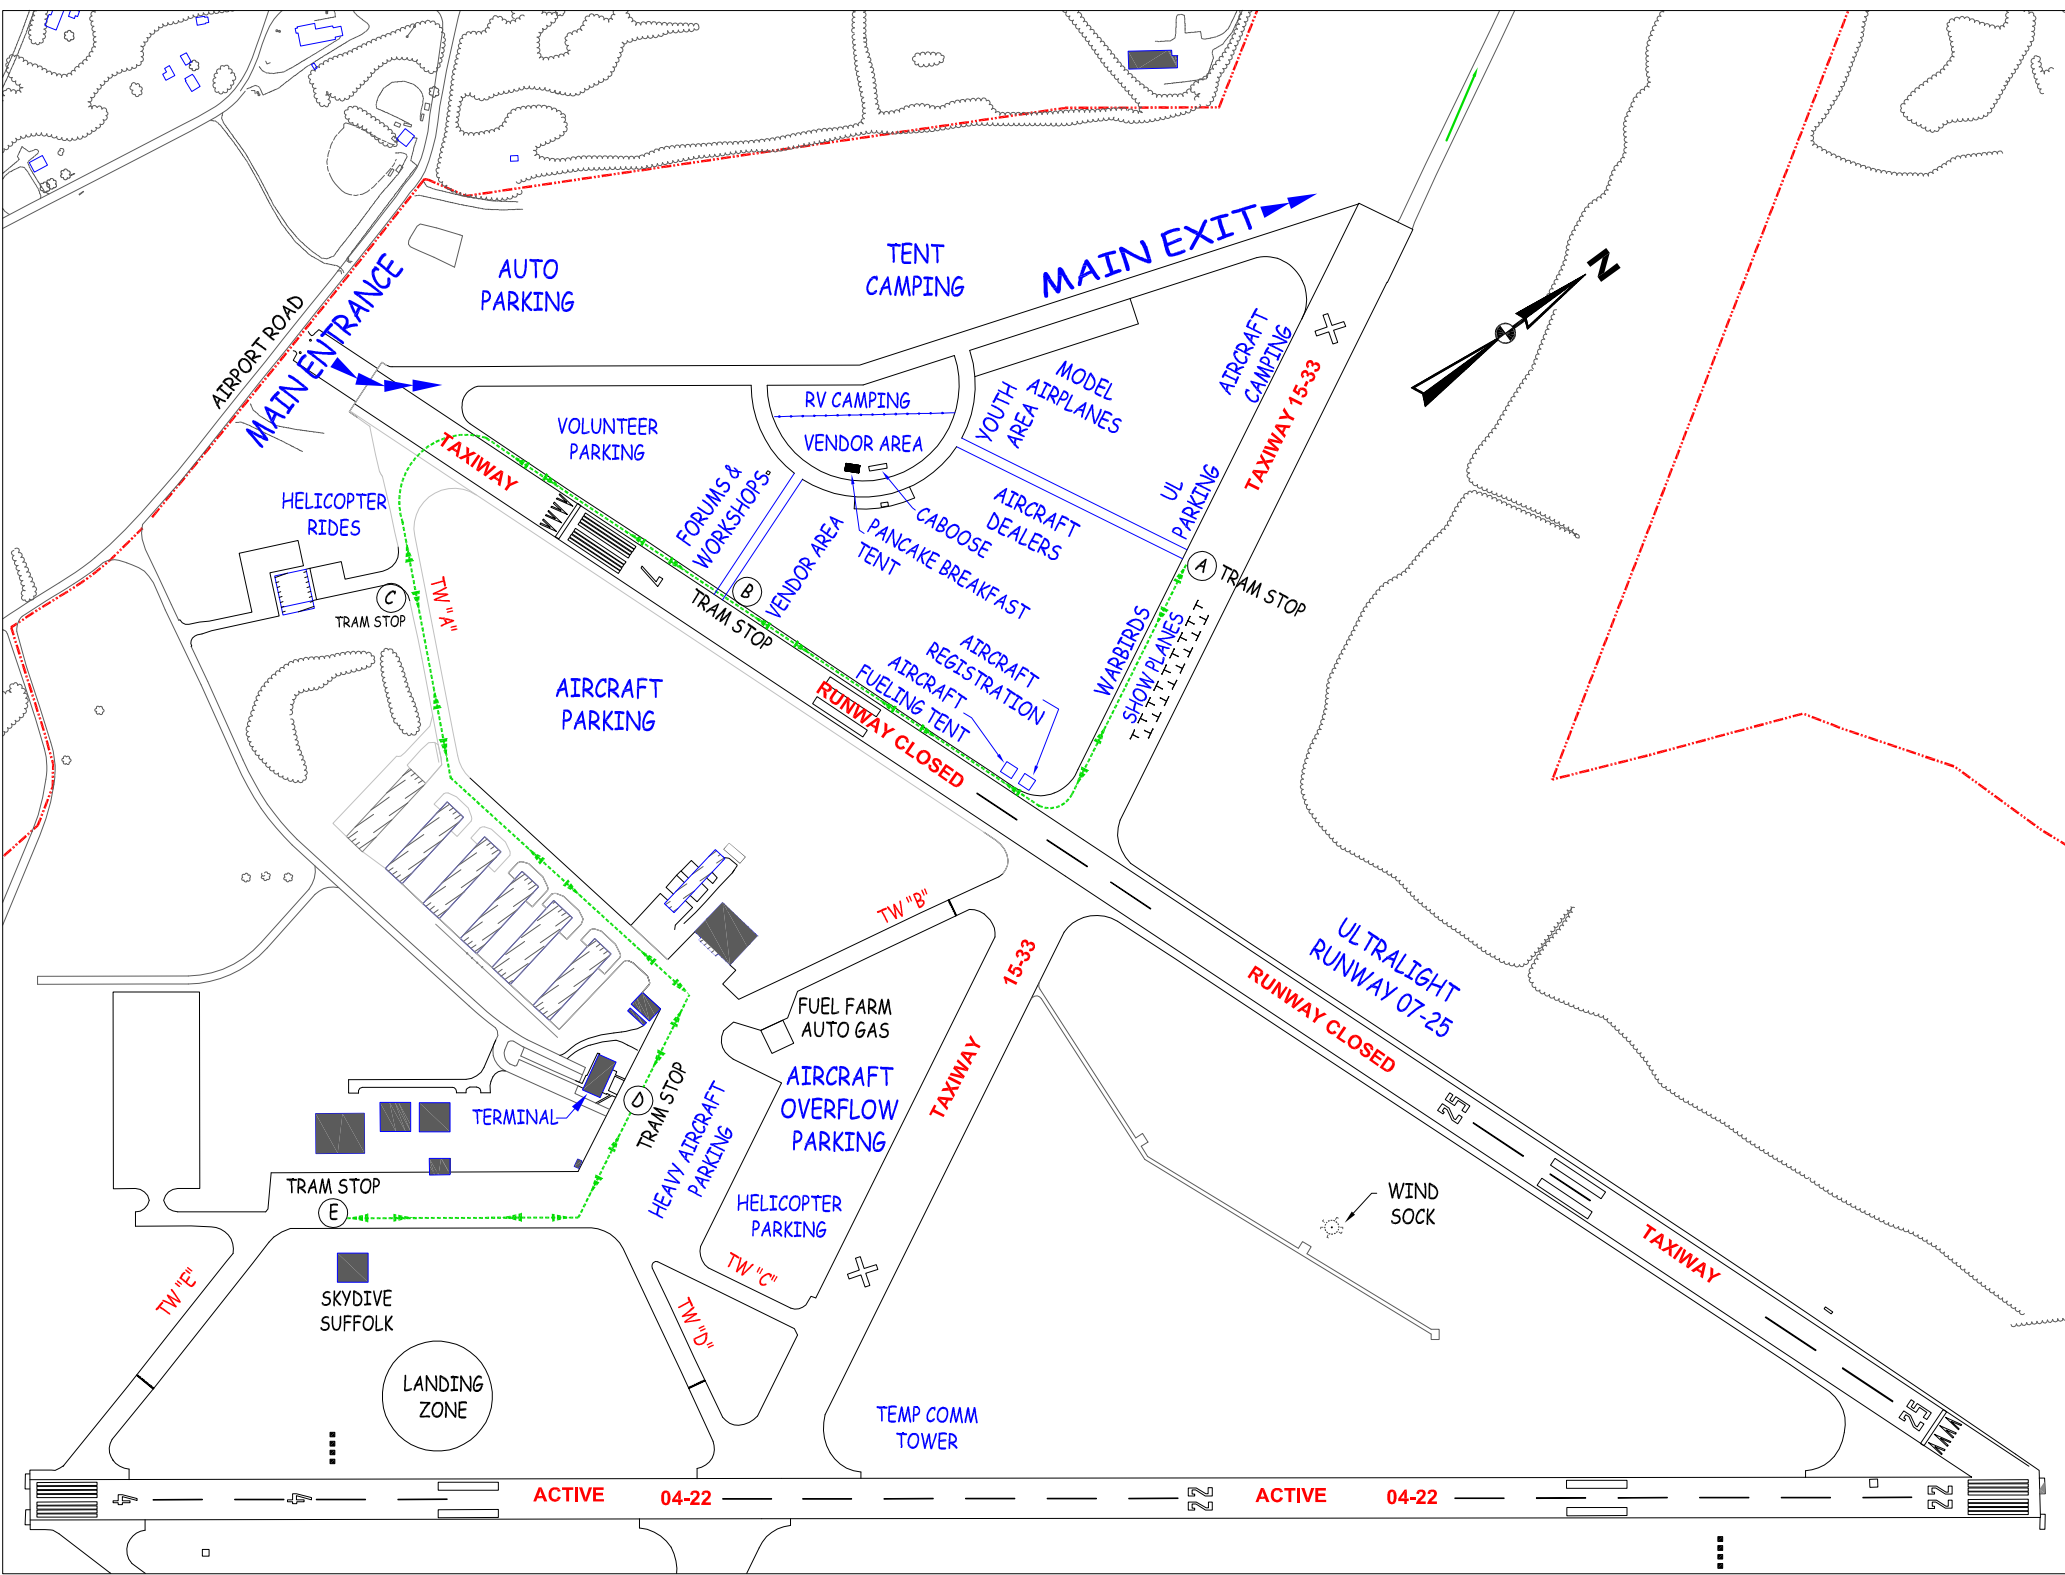 MAIN EXIT
TENT
CAMPING
AUTO
PARKING
N
MAIN ENTRANCE
AIRPORT ROAD
AIRCRAFT
CAMPING
TAXIWAY 15-33
MODEL
AIRPLANES
YOUTH
AREA
RV CAMPING
VENDOR AREA
VOLUNTEER
PARKING
TAXIWAY
FORUMS &
WORKSHOPS
HELICOPTER
RIDES
UL
PARKING
AIRCRAFT
DEALERS
CABOOSE
PANCAKE BREAKFAST
TENT
VENDOR AREA
7
A
TRAM STOP
B
TRAM STOP
C
TRAM STOP
TW "A"
WARBIRDS
SHOW PLANES
AIRCRAFT
REGISTRATION
AIRCRAFT
FUELING TENT
AIRCRAFT
PARKING
RUNWAY CLOSED
TW "B"
15-33
ULTRALIGHT
RUNWAY 07-25
RUNWAY CLOSED
FUEL FARM
AUTO GAS
AIRCRAFT
OVERFLOW
PARKING
TAXIWAY
D
TRAM STOP
TERMINAL
HEAVY AIRCRAFT
PARKING
25
HELICOPTER
PARKING
WIND
SOCK
TRAM STOP
E
TAXIWAY
TW "C"
TW "E"
TW "D"
SKYDIVE
SUFFOLK
LANDING
ZONE
TEMP COMM
TOWER
25
4
4
ACTIVE
04-22
22
ACTIVE
04-22
22